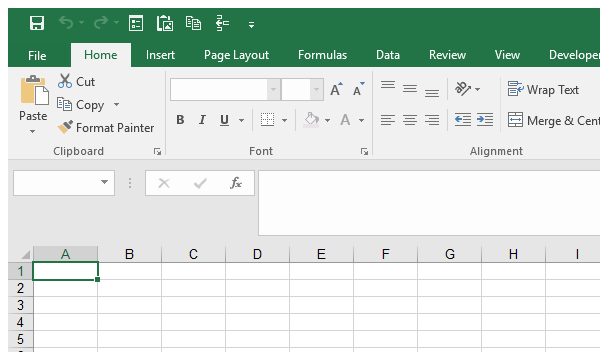 File Home Insert Page Layout Formulas Data Review View Developer
Paste
Cut
Copy
Format Painter
Clipboard
A A
B I U A
Font
Wrap Text
Merge & Cent
Alignment
fx
A B C D E F G H I
1
2
3
4
5